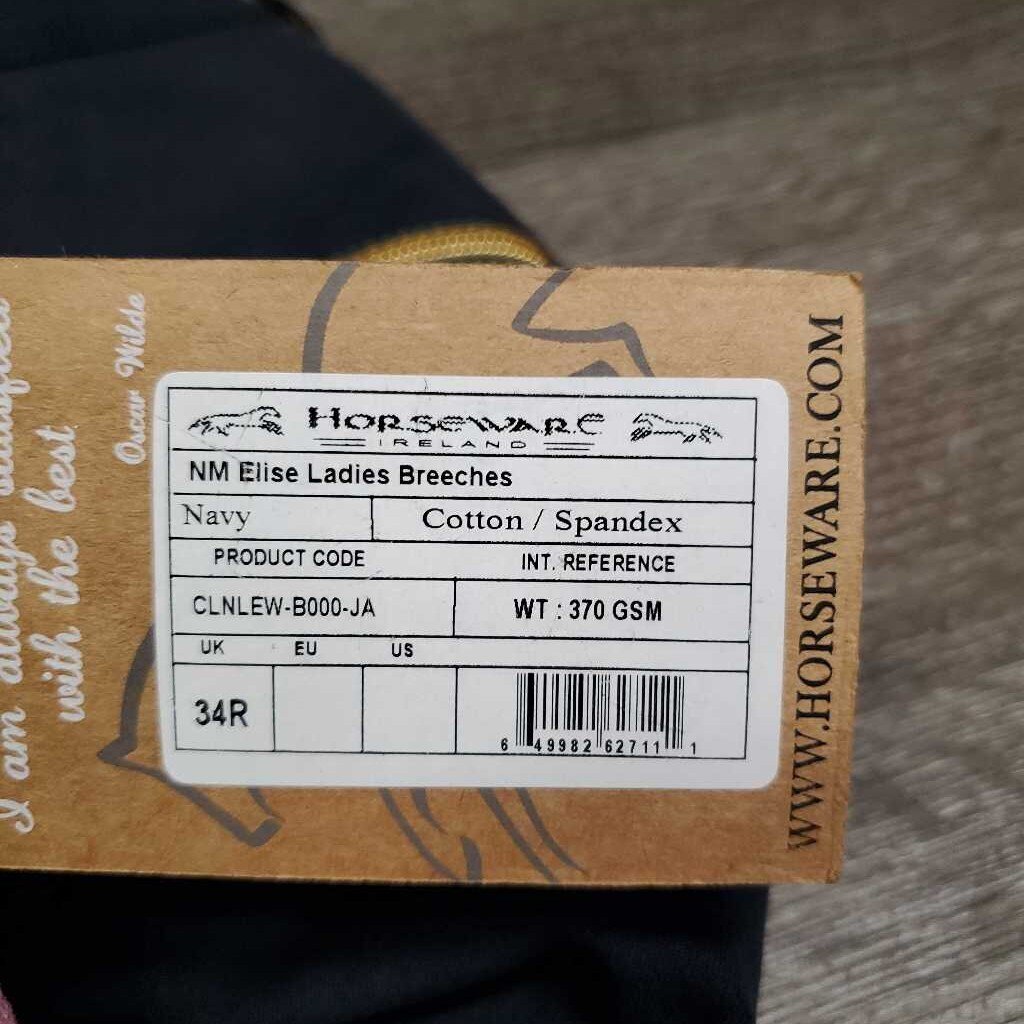 HORSEWARE
IRELAND
NM Elise Ladies Breeches
Navy
Cotton / Spandex
PRODUCT CODE
INT. REFERENCE
CLNLEW-B000-JA
WT : 370 GSM
UK
EU
US
34R
6 49982 62711 1
WWW.HORSEWARE.COM
I am always satisfied
with the best
Oscar Wilde